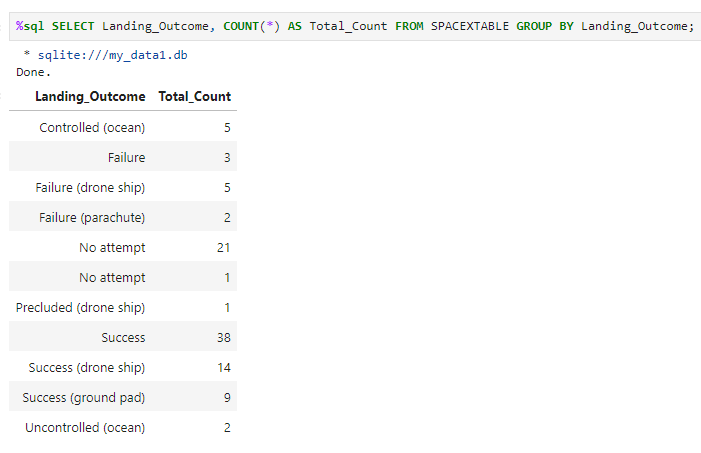 %sql SELECT Landing_Outcome, COUNT(*) AS Total_Count FROM SPACEXTABLE GROUP BY Landing_Outcome;
* sqlite:///my_data1.db
Done.
Landing_Outcome Total_Count
Controlled (ocean) 5
Failure 3
Failure (drone ship) 5
Failure (parachute) 2
No attempt 21
No attempt 1
Precluded (drone ship) 1
Success 38
Success (drone ship) 14
Success (ground pad) 9
Uncontrolled (ocean) 2